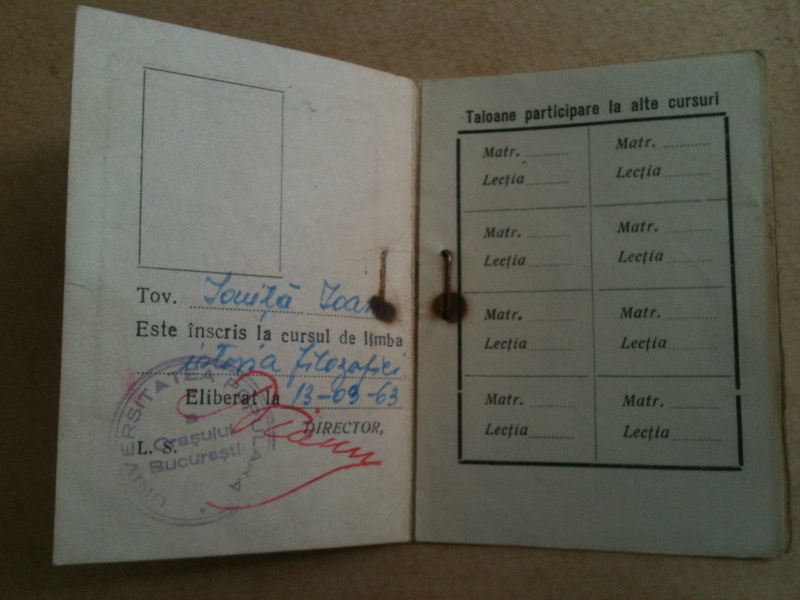 Tov. Ioniță Ioan
Este înscris la cursul de limba
istoria filozofiei
Eliberat la 13-09-63
DIRECTOR,
L. S.
UNIVERSITATEA POPULARA
a
Orașului
București
Taloane participare la alte cursuri
Matr. ............ Matr. ............
Lecția ............ Lecția ............
Matr. ............ Matr. ............
Lecția ............ Lecția ............
Matr. ............ Matr. ............
Lecția ............ Lecția ............
Matr. ............ Matr. ............
Lecția ............ Lecția ............